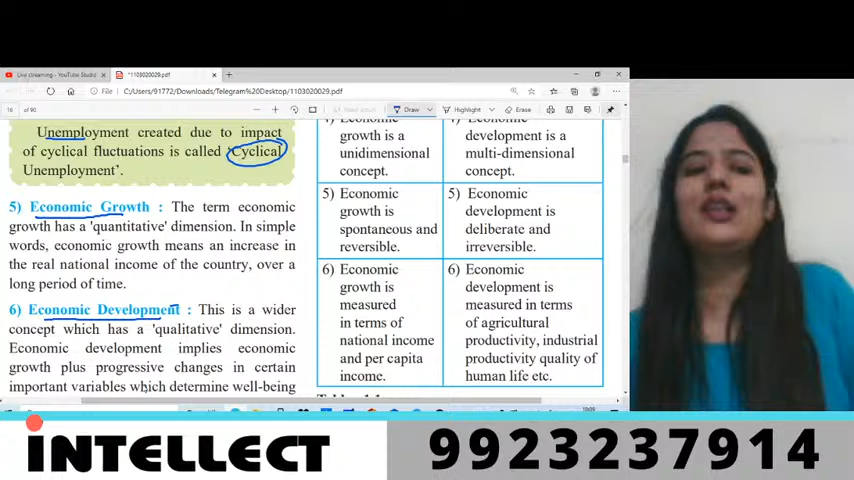 Live streaming - YouTube Studio
*1103020029.pdf
File
C:/Users/91772/Downloads/Telegram%20Desktop/1103020029.pdf
16 of 90
Draw
Highlight
Erase
Unemployment created due to impact
of cyclical fluctuations is called 'Cyclical
Unemployment'.
5) Economic Growth : The term economic
growth has a 'quantitative' dimension. In simple
words, economic growth means an increase in
the real national income of the country, over a
long period of time.
6) Economic Development : This is a wider
concept which has a 'qualitative' dimension.
Economic development implies economic
growth plus progressive changes in certain
important variables which determine well-being
4) Economic
growth is a
unidimensional
concept.
4) Economic
development is a
multi-dimensional
concept.
5) Economic
growth is
spontaneous and
reversible.
5) Economic
development is
deliberate and
irreversible.
6) Economic
growth is
measured
in terms of
national income
and per capita
income.
6) Economic
development is
measured in terms
of agricultural
productivity, industrial
productivity quality of
human life etc.
INTELLECT
9923237914